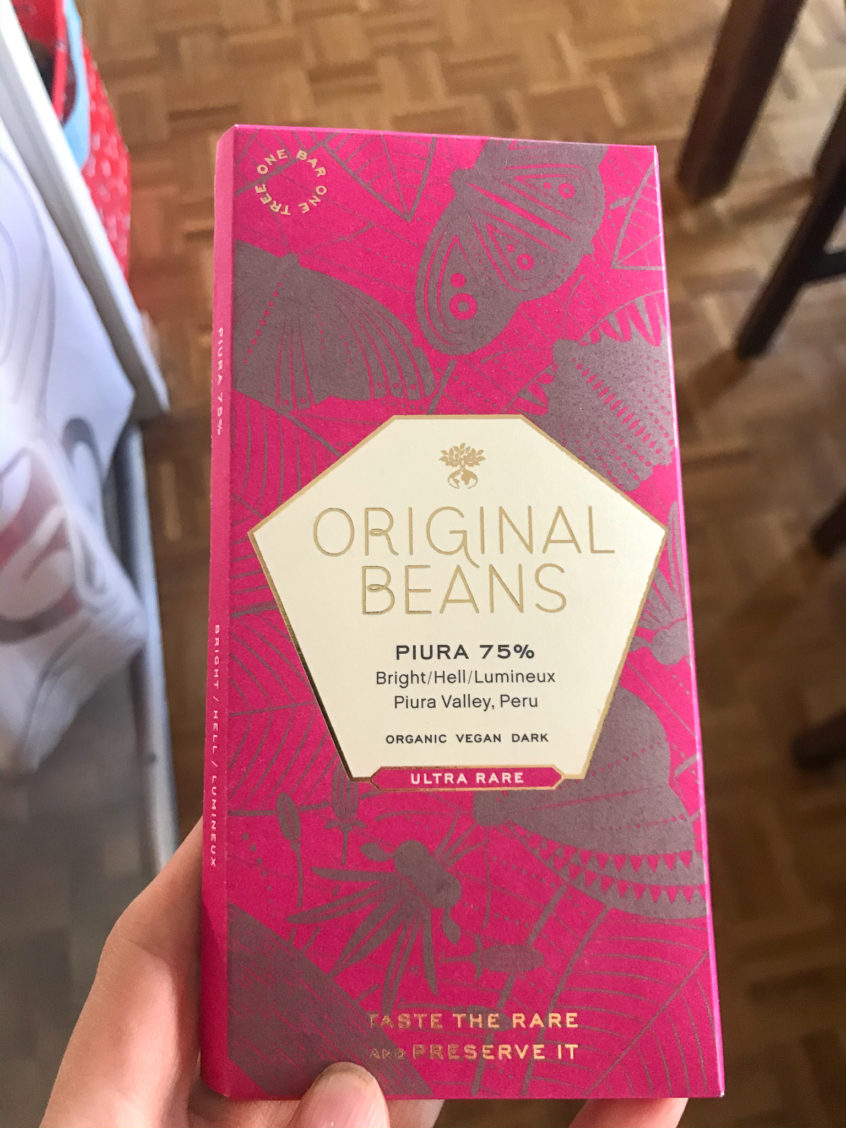 ONE BAR ONE TREE
ORIGINAL
BEANS
PIURA 75%
Bright/Hell/Lumineux
Piura Valley, Peru
ORGANIC VEGAN DARK
ULTRA RARE
TASTE THE RARE
AND PRESERVE IT
PIURA 75%
BRIGHT / HELL / LUMINEUX